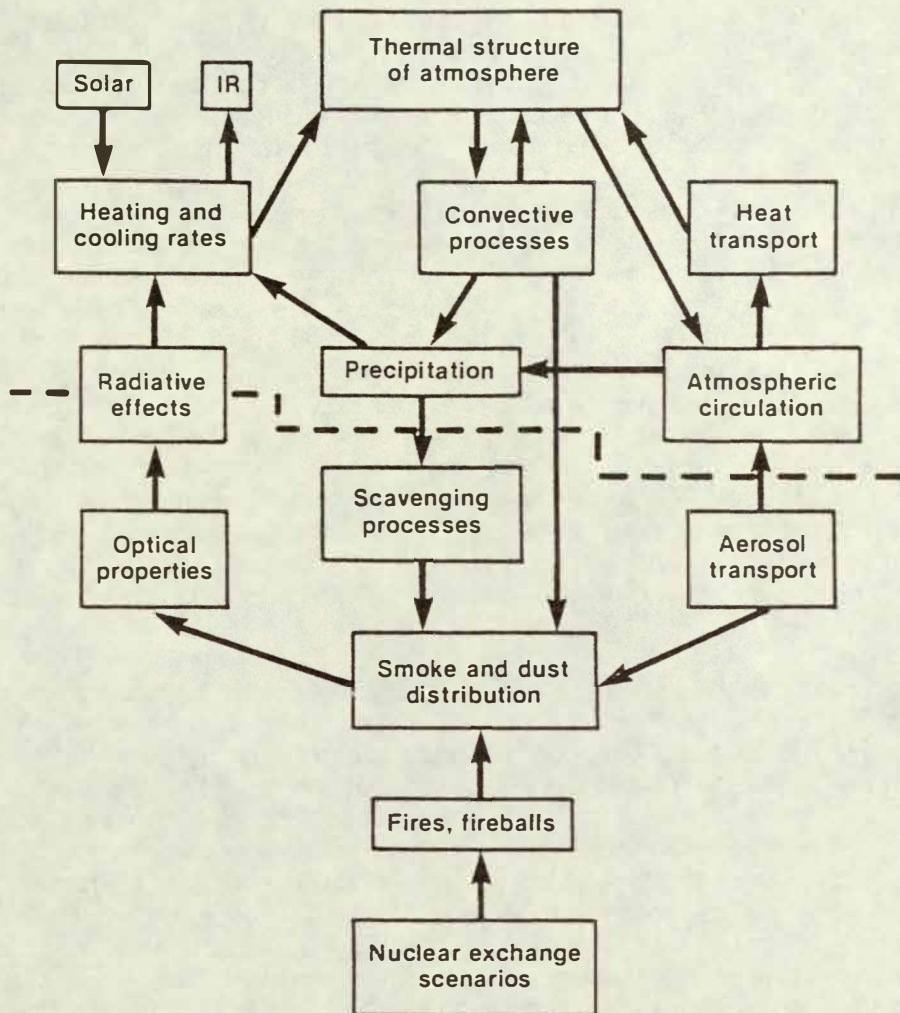 Thermal structure
of atmosphere
Solar
IR
Heating and
cooling rates
Convective
processes
Heat
transport
Radiative
effects
Precipitation
Atmospheric
circulation
Optical
properties
Scavenging
processes
Aerosol
transport
Smoke and dust
distribution
Fires, fireballs
Nuclear exchange
scenarios